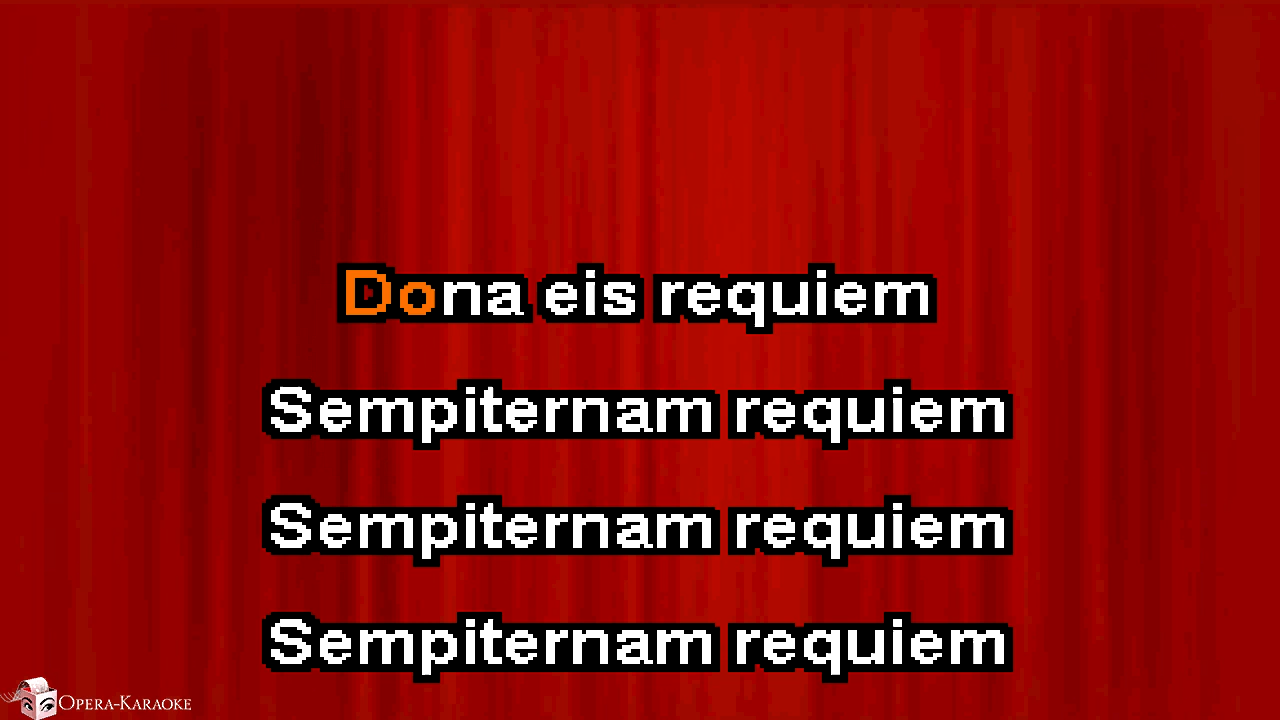 Dona eis requiem
Sempiternam requiem
Sempiternam requiem
Sempiternam requiem
Opera-Karaoke